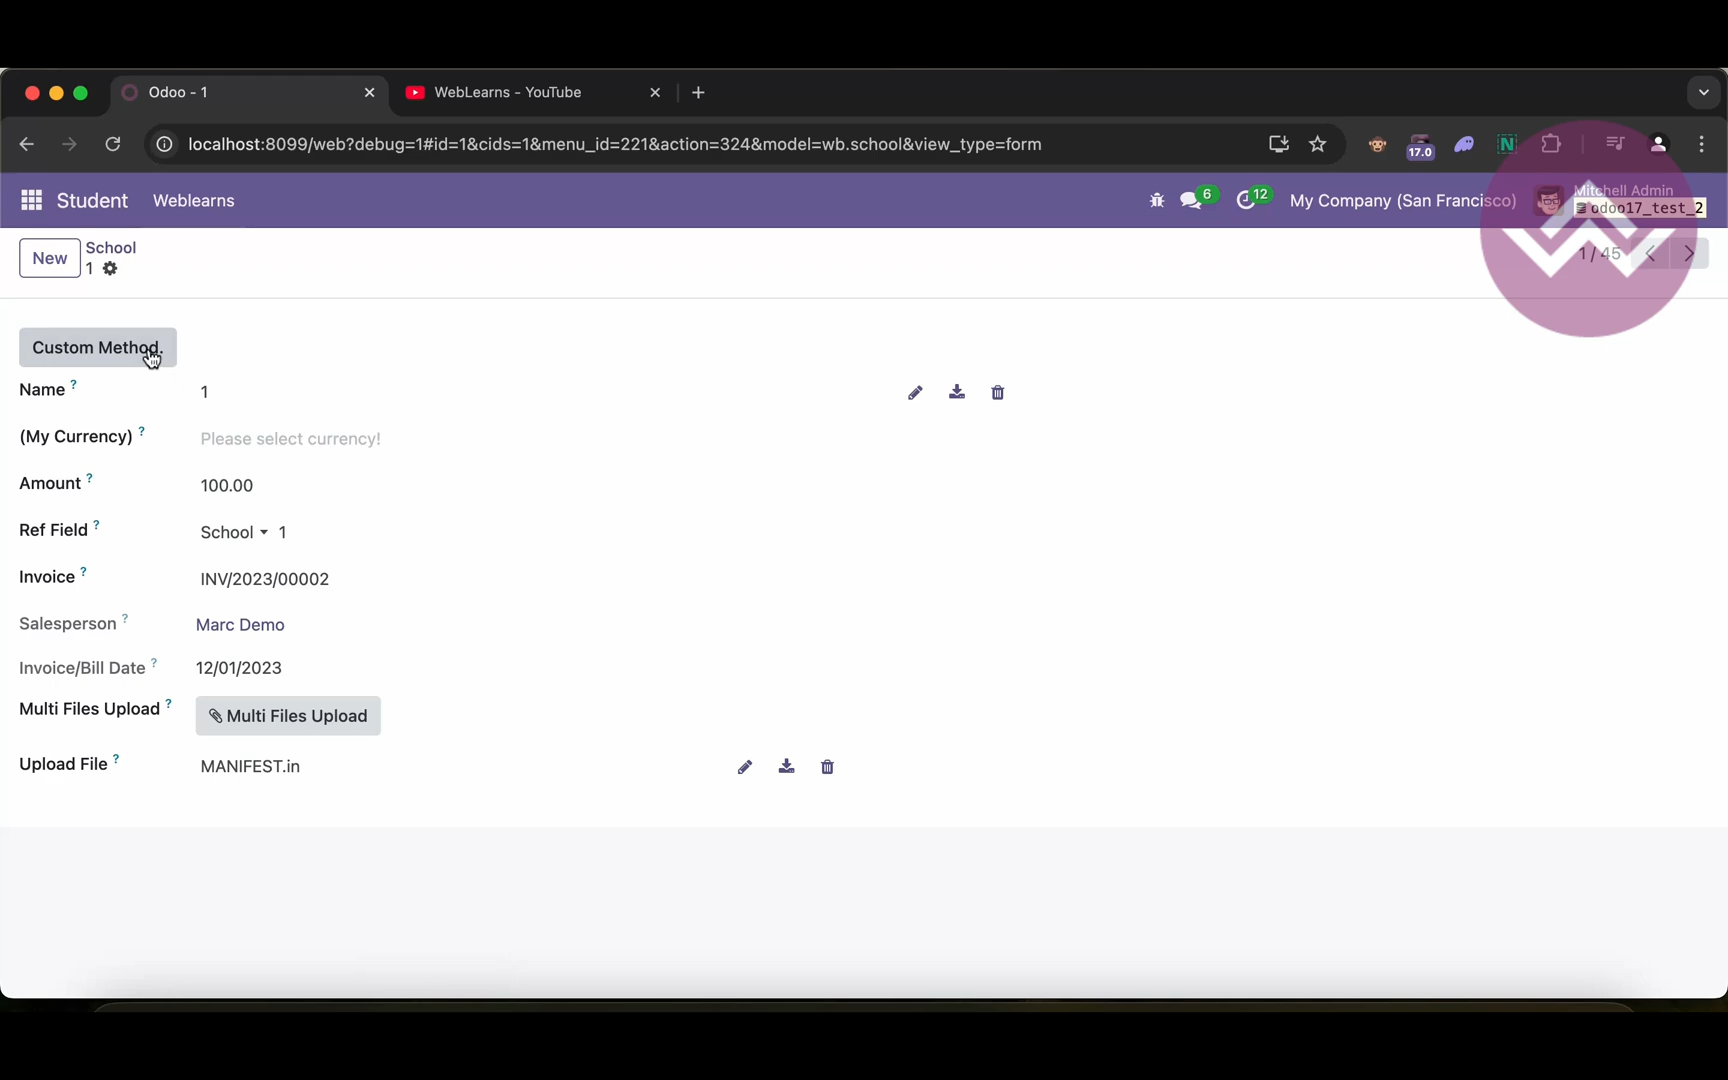 Odoo - 1
WebLearns - YouTube
localhost:8099/web?debug=1#id=1&cids=1&menu_id=221&action=324&model=wb.school&view_type=form
17.0
N
Student
Weblearns
6
12
My Company (San Francisco)
Mitchell Admin
odoo17_test_2
New
School
1
1 / 45
Custom Method.
Name ?
1
(My Currency) ?
Please select currency!
Amount ?
100.00
Ref Field ?
School 1
Invoice ?
INV/2023/00002
Salesperson ?
Marc Demo
Invoice/Bill Date ?
12/01/2023
Multi Files Upload ?
Multi Files Upload
Upload File ?
MANIFEST.in